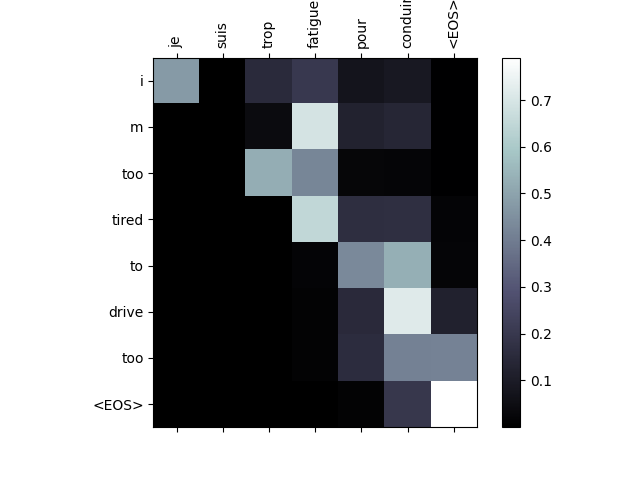 je
suis
trop
fatigue
pour
conduir
<EOS>
i
m
too
tired
to
drive
too
<EOS>
0.7
0.6
0.5
0.4
0.3
0.2
0.1